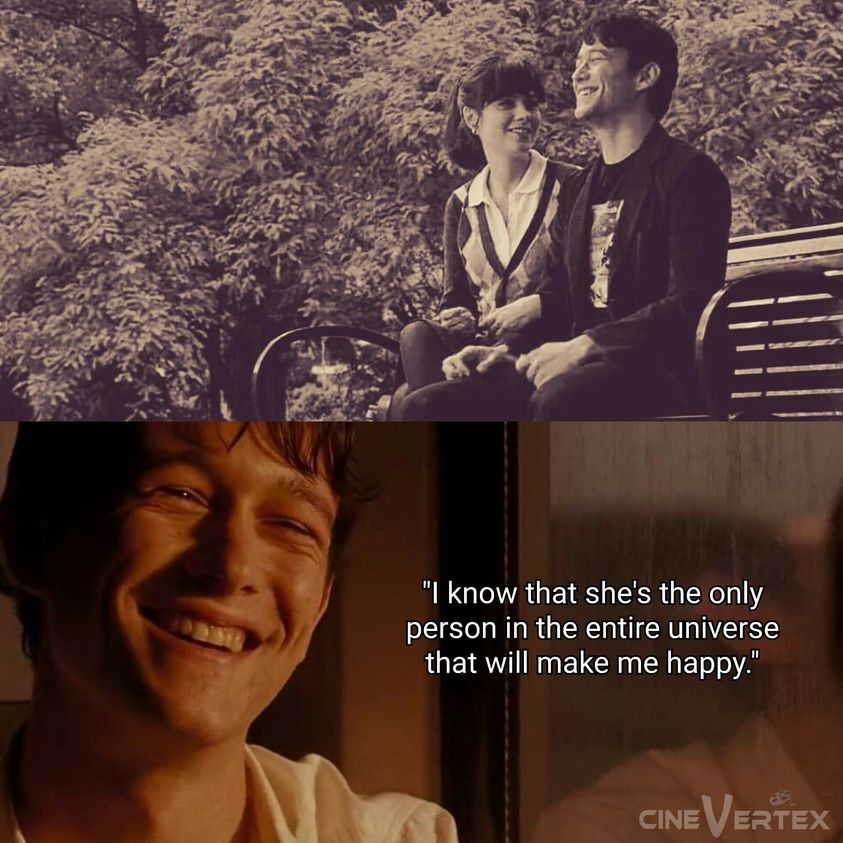 "I know that she's the only
person in the entire universe
that will make me happy."
CINEVERTEX